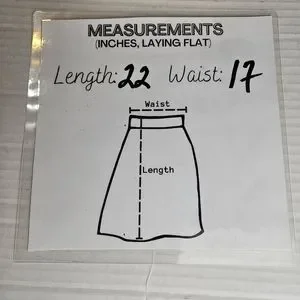 MEASUREMENTS
(INCHES, LAYING FLAT)
Length: 22 Waist: 17
Waist
Length